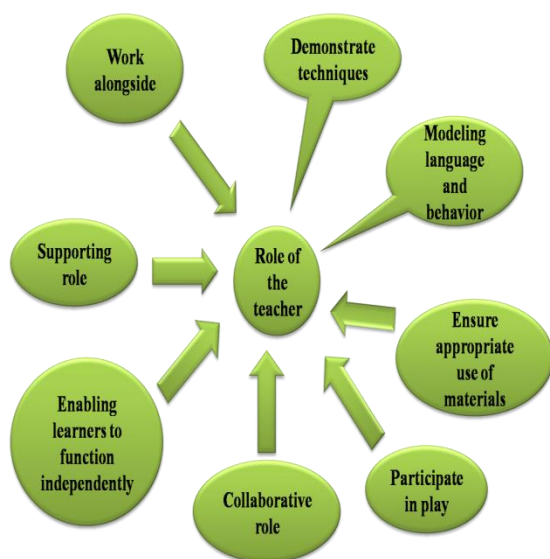 Work
alongside
Demonstrate
techniques
Modeling
language
and
behavior
Supporting
role
Role of
the
teacher
Ensure
appropriate
use of
materials
Enabling
learners to
function
independently
Collaborative
role
Participate
in play